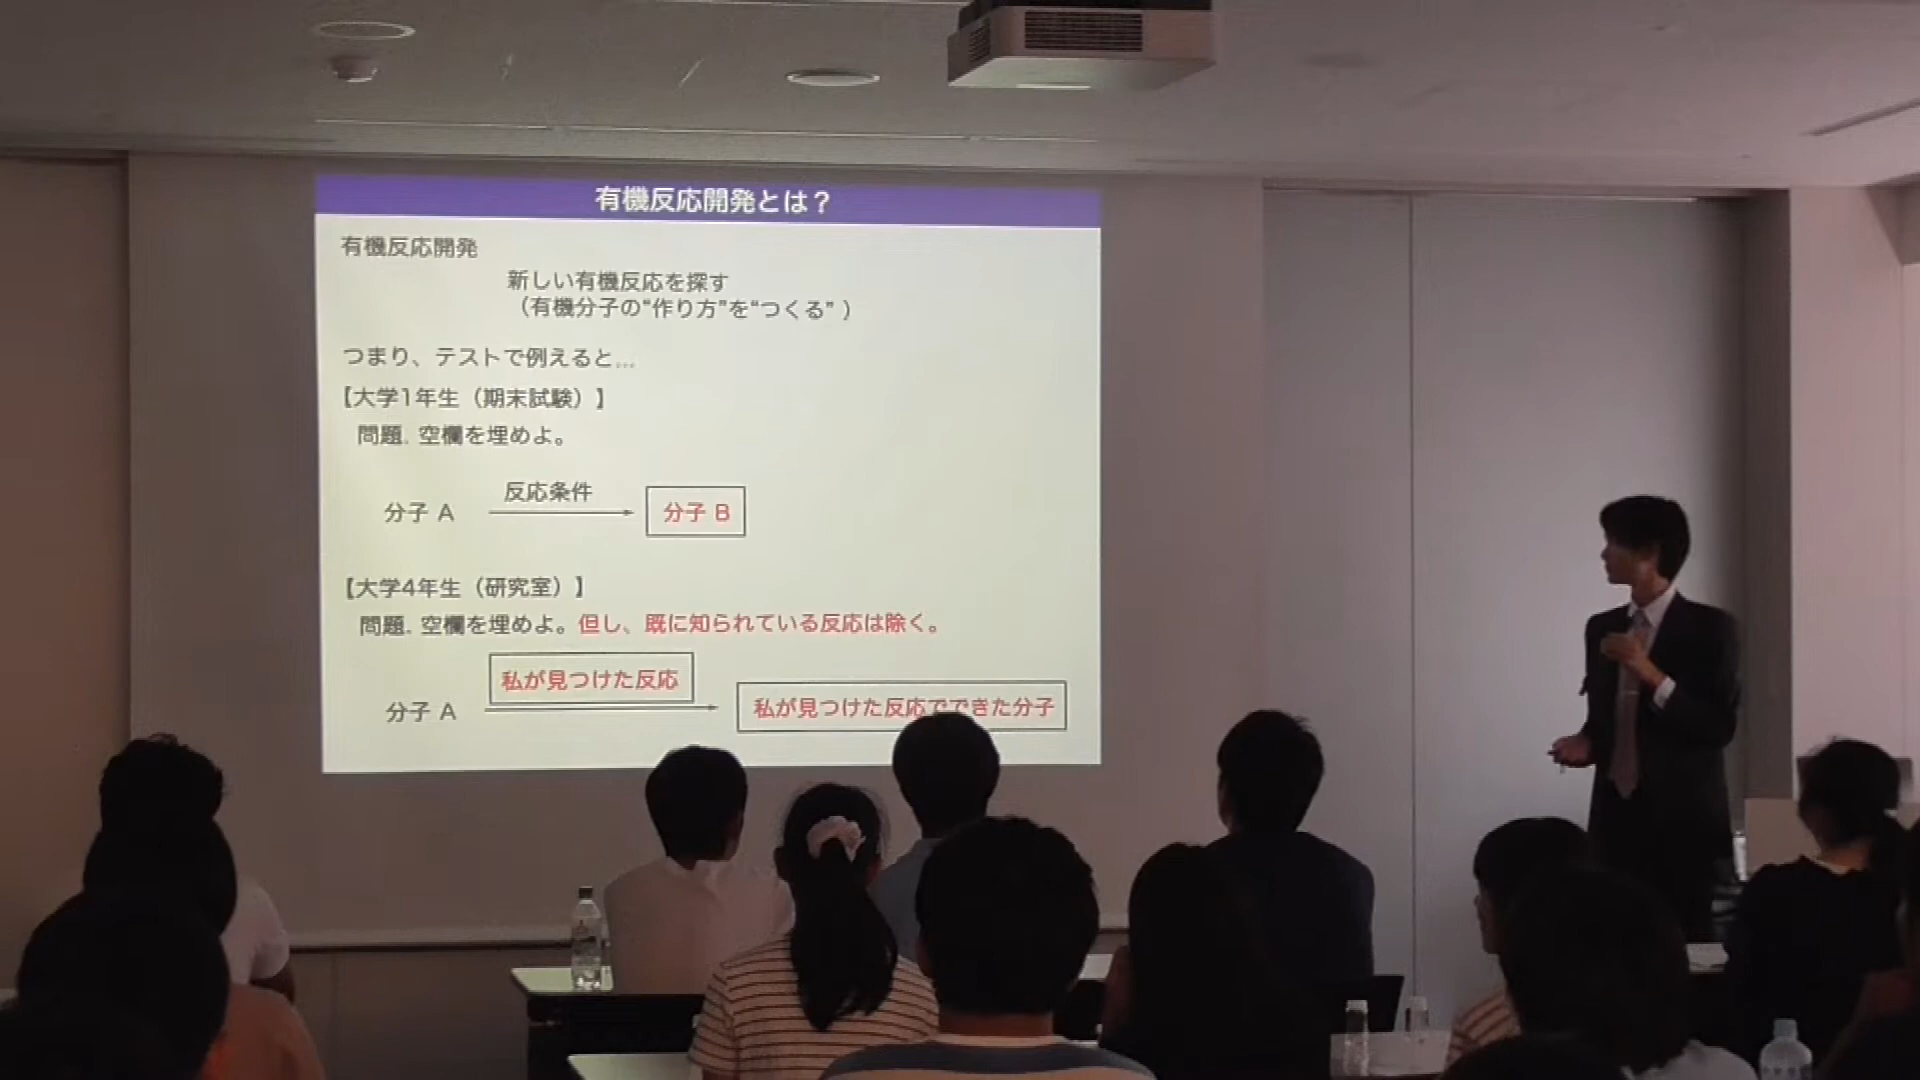 有機反応開発とは？
有機反応開発
新しい有機反応を探す
（有機分子の“作り方”を“つくる” ）
つまり、テストで例えると…
【大学1年生（期末試験）】
問題. 空欄を埋めよ。
反応条件
分子 A
分子 B
【大学4年生（研究室）】
問題. 空欄を埋めよ。但し、既に知られている反応は除く。
私が見つけた反応
分子 A
私が見つけた反応でできた分子